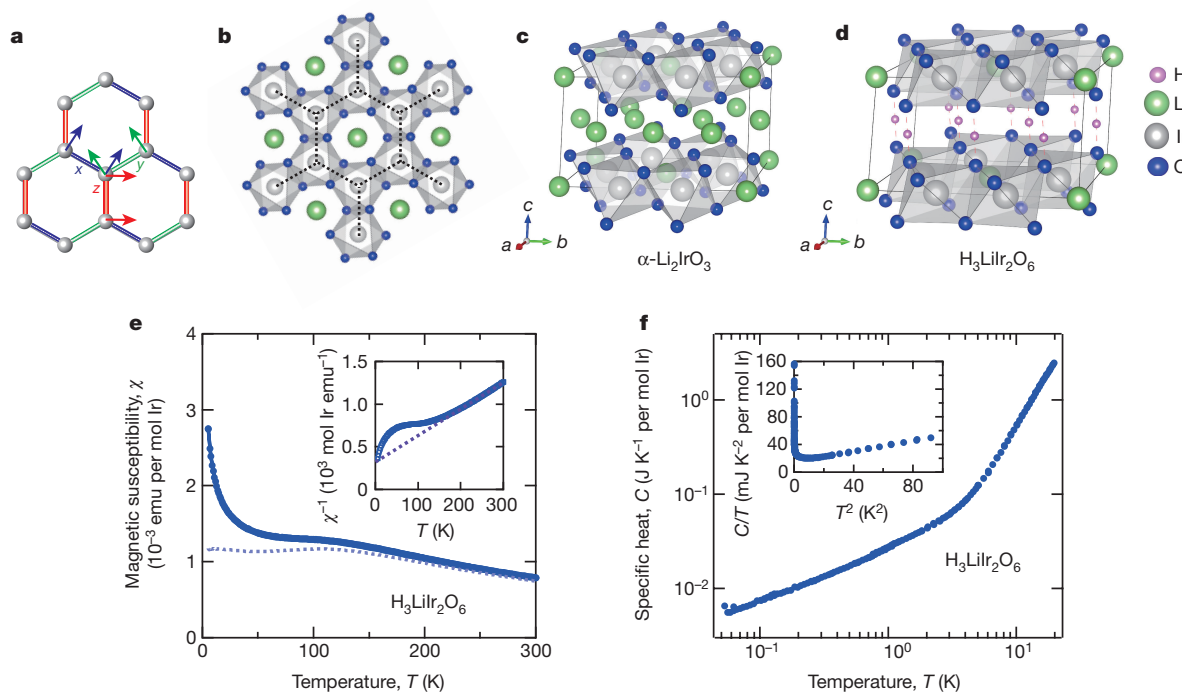 a
b
c
d
x
y
z
H
L
I
c
a
b
α-Li₂IrO₃
c
a
b
H₃LiIr₂O₆
e
Magnetic susceptibility, χ
(10⁻³ emu per mol Ir)
4
3
2
1
0
0
100
200
300
Temperature, T (K)
H₃LiIr₂O₆
χ⁻¹ (10³ mol Ir emu⁻¹)
1.5
1.0
0.5
0
0
100
200
300
T (K)
f
Specific heat, C (J K⁻¹ per mol Ir)
10⁰
10⁻¹
10⁻²
10⁻¹
10⁰
10¹
Temperature, T (K)
H₃LiIr₂O₆
C/T (mJ K⁻² per mol Ir)
160
120
80
40
0
0
40
80
T² (K²)